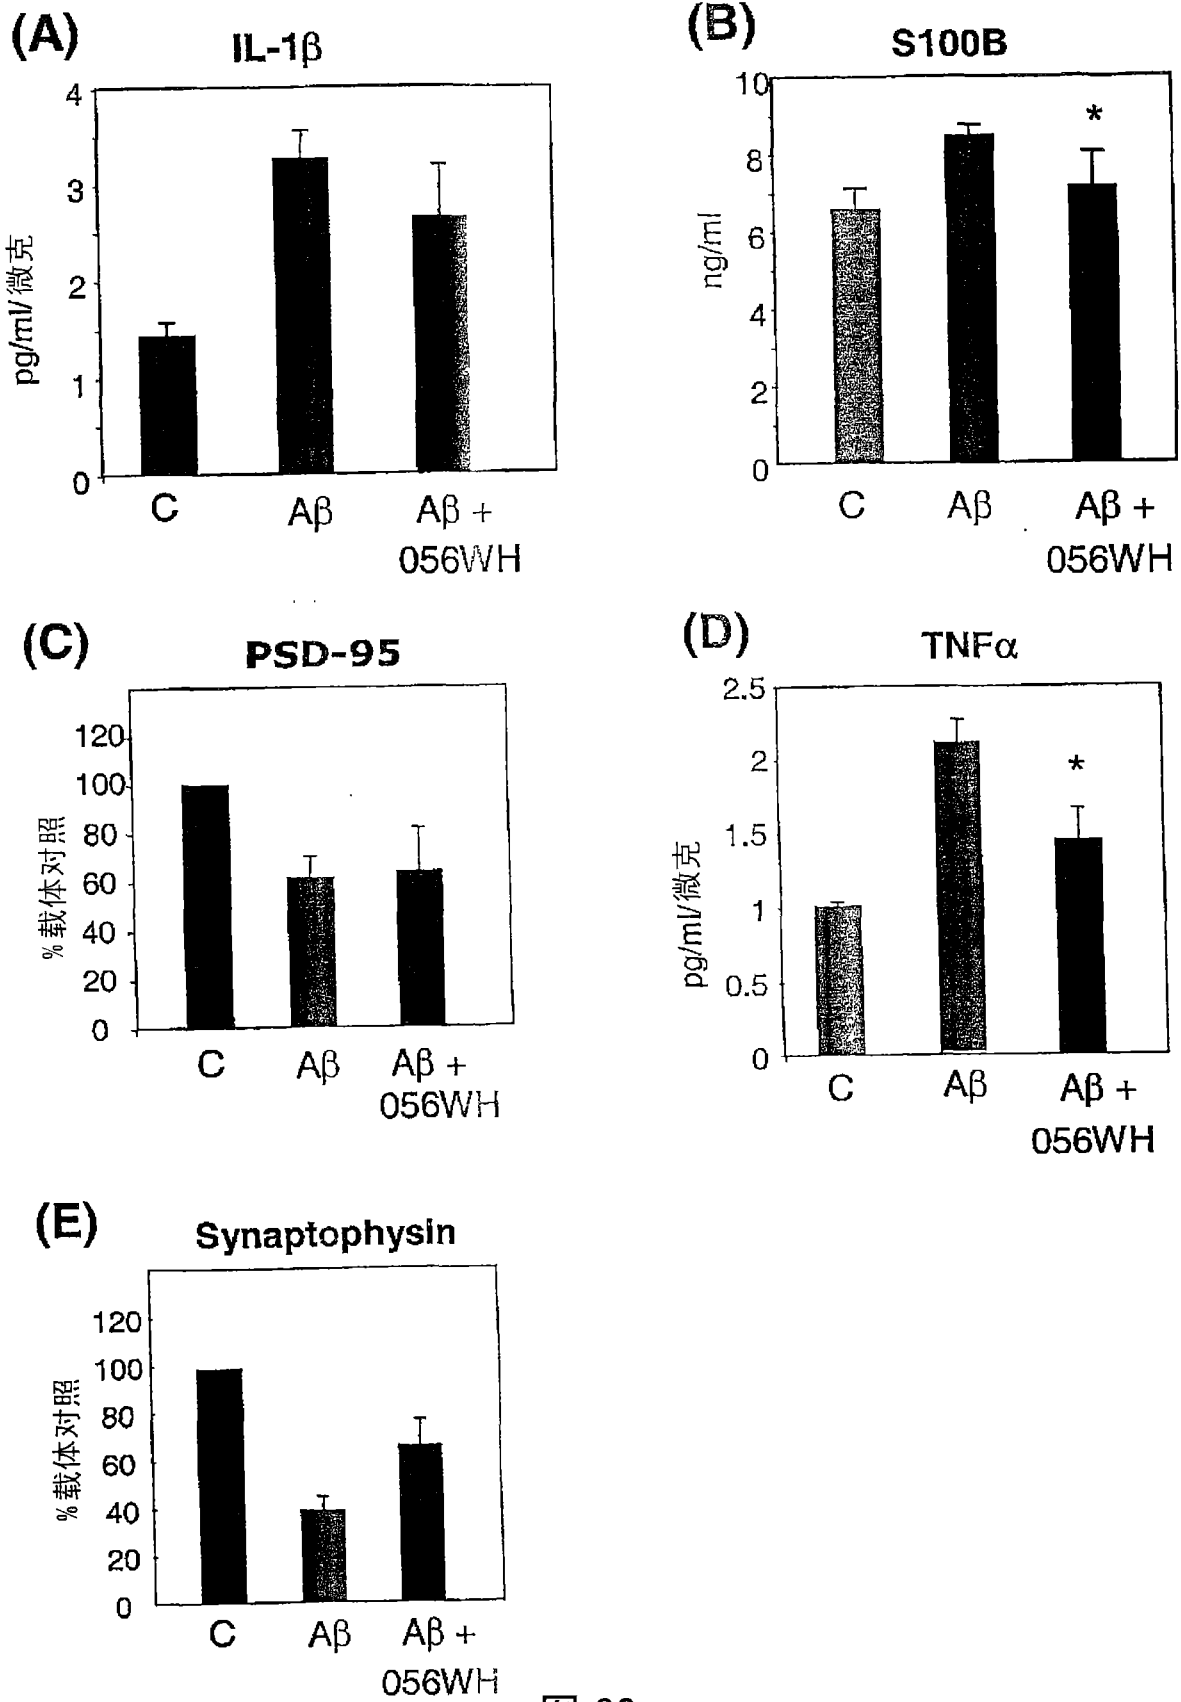 (A)
IL-1β
4
3
2
1
0
pg/ml/微克
C
Aβ
Aβ +
056WH
(B)
S100B
10
8
6
4
2
0
ng/ml
*
C
Aβ
Aβ +
056WH
(C)
PSD-95
120
100
80
60
40
20
0
%载体对照
C
Aβ
Aβ +
056WH
(D)
TNFα
2.5
2
1.5
1
0.5
0
pg/ml/微克
*
C
Aβ
Aβ +
056WH
(E)
Synaptophysin
120
100
80
60
40
20
0
%载体对照
C
Aβ
Aβ +
056WH